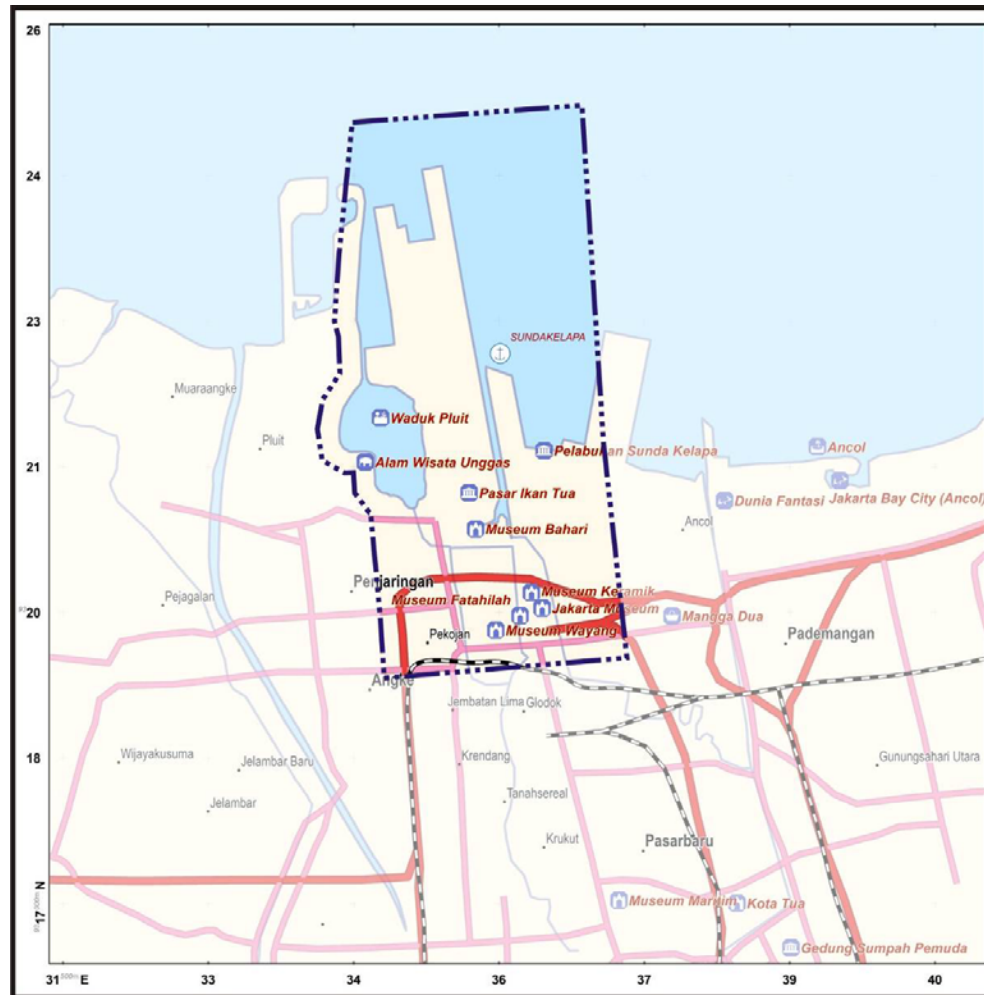 26
24
23
SUNDAKELAPA
Muaraangke
Waduk Pluit
Pluit
Pelabuhan Sunda Kelapa
Ancol
21
Alam Wisata Unggas
Pasar Ikan Tua
Dunia Fantasi
Jakarta Bay City (Ancol)
Museum Bahari
Ancol
Penjaringan
Museum Keramik
Pejagalan
Museum Fatahilah
Jakarta Museum
20
Mangga Dua
Museum Wayang
Pekojan
Pademangan
Angke
Jembatan Lima
Glodok
18
Wijayakusuma
Jelambar Baru
Krendang
Gunungsahari Utara
Jelambar
Tanahsereal
Krukut
Pasarbaru
17
N
Museum Maritim
Kota Tua
Gedung Sumpah Pemuda
31 E
33
34
36
37
39
40